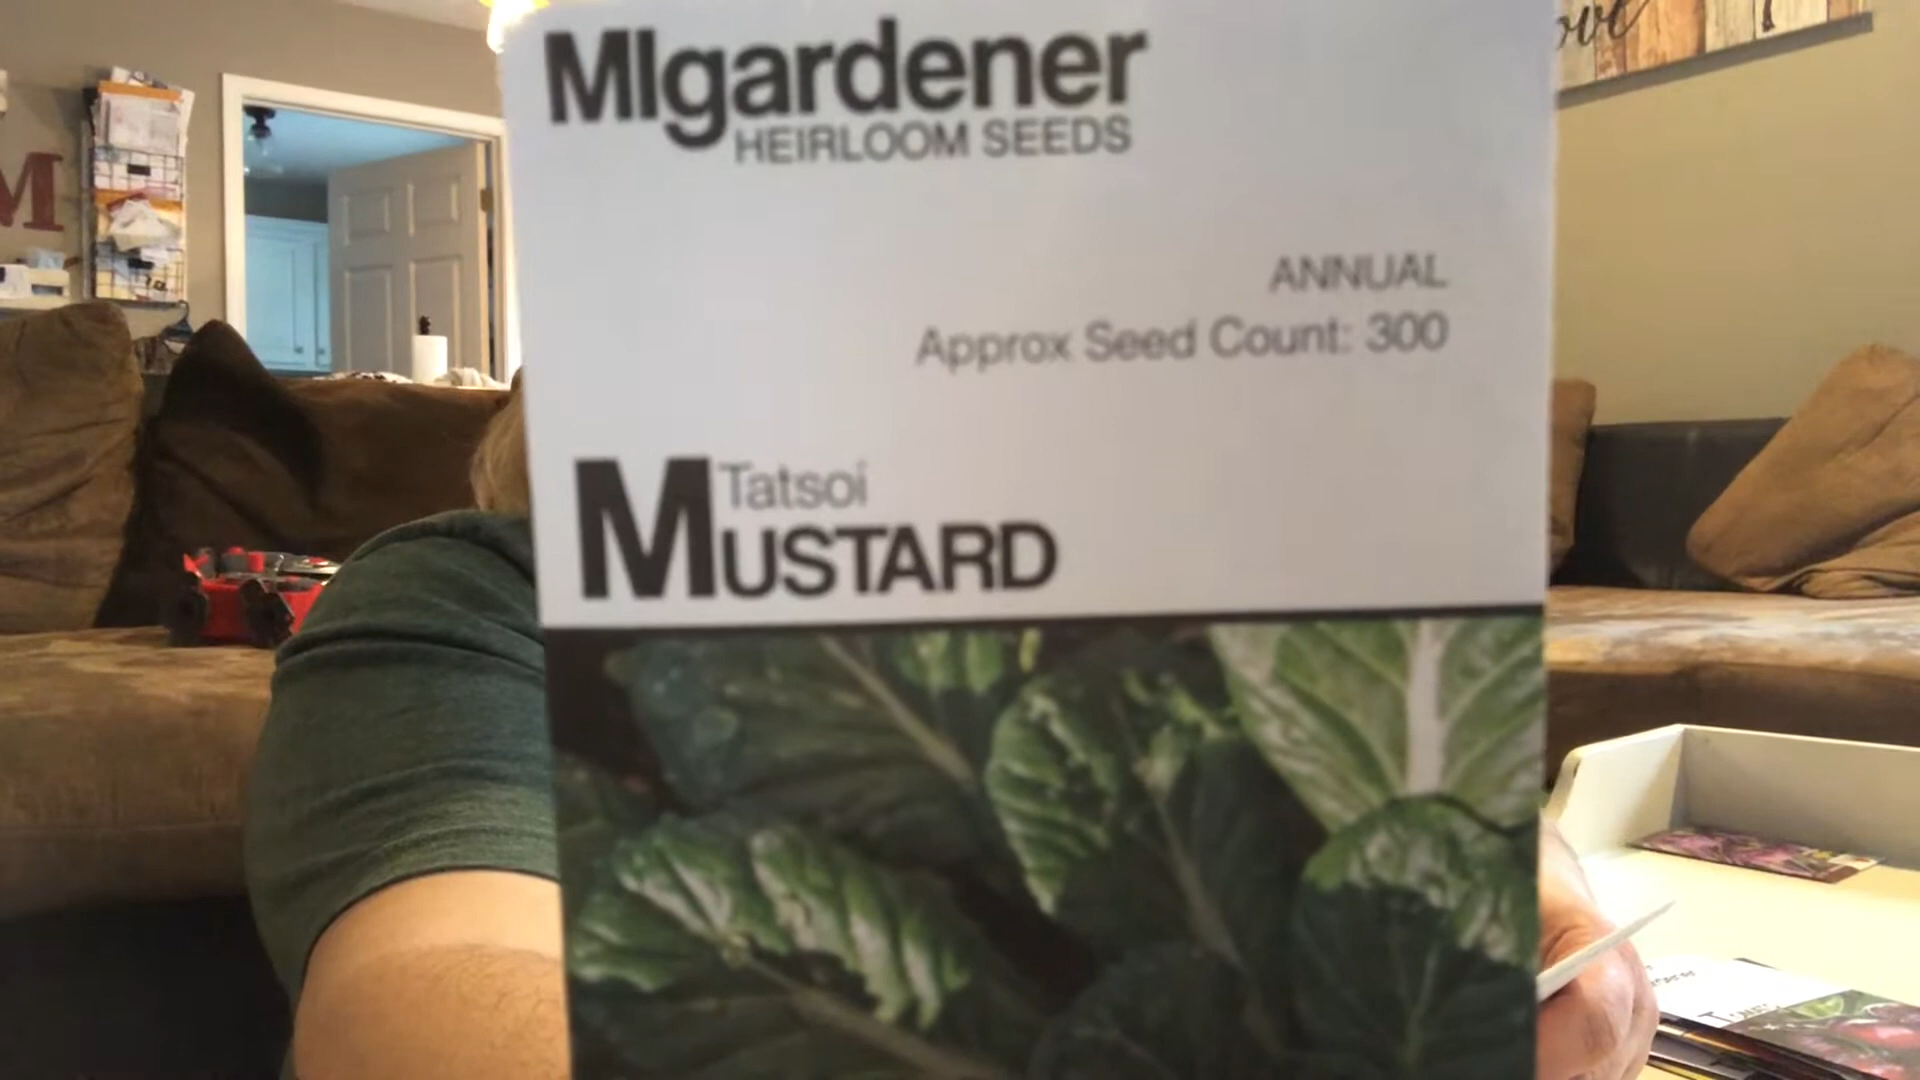 MIgardener
HEIRLOOM SEEDS
ANNUAL
Approx Seed Count: 300
Tatsoi
MUSTARD
M